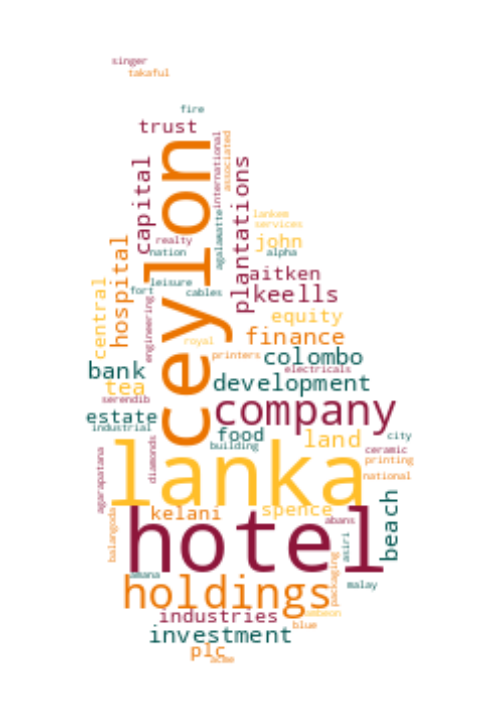 singer
takaful
fire
trust
ceylon
capital
international
associated
plantations
agalawatte
lankem
services
john
alpha
realty
nation
hospital
central
aitken
keells
leisure
fort
cables
engineering
equity
finance
royal
printers
colombo
electricals
bank
tea
development
serendib
estate
industrial
company
food
building
land
city
ceramic
printing
national
lanka
diamonds
agarapatana
balangoda
kelani
spence
abans
beach
hotel
asiri
amana
malay
packaging
holdings
industries
blue
investment
plc
acme